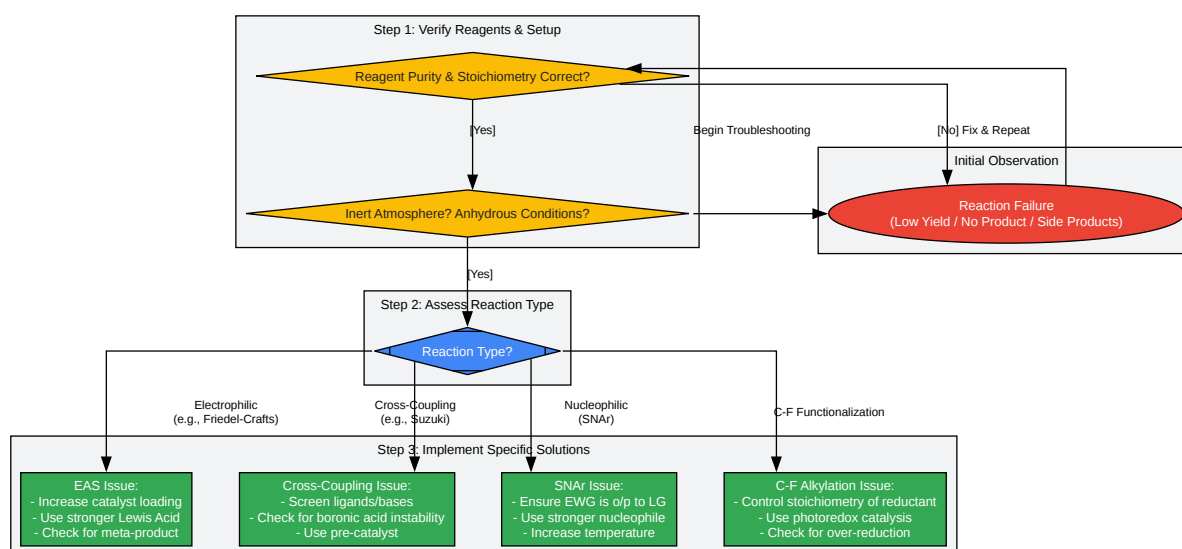 Step 1: Verify Reagents & Setup
Reagent Purity & Stoichiometry Correct?
[Yes]
Begin Troubleshooting
[No] Fix & Repeat
Initial Observation
Inert Atmosphere? Anhydrous Conditions?
Reaction Failure
(Low Yield / No Product / Side Products)
[Yes]
Step 2: Assess Reaction Type
Reaction Type?
Electrophilic
(e.g., Friedel-Crafts)
Cross-Coupling
(e.g., Suzuki)
Nucleophilic
(SNAr)
C-F Functionalization
Step 3: Implement Specific Solutions
EAS Issue:
- Increase catalyst loading
- Use stronger Lewis Acid
- Check for meta-product
Cross-Coupling Issue:
- Screen ligands/bases
- Check for boronic acid instability
- Use pre-catalyst
SNAr Issue:
- Ensure EWG is o/p to LG
- Use stronger nucleophile
- Increase temperature
C-F Alkylation Issue:
- Control stoichiometry of reductant
- Use photoredox catalysis
- Check for over-reduction